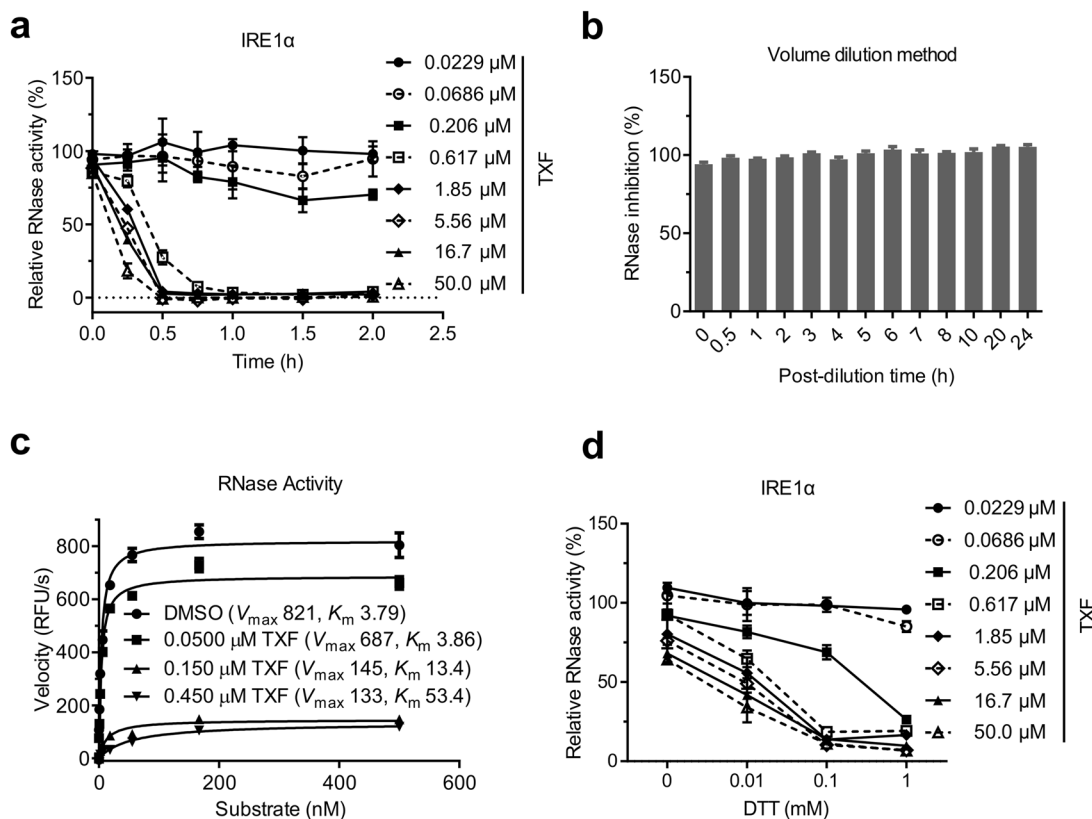 a
IRE1α
Relative RNase activity (%)
150
100
50
0
0.0
0.5
1.0
1.5
2.0
2.5
Time (h)
0.0229 µM
0.0686 µM
0.206 µM
0.617 µM
1.85 µM
5.56 µM
16.7 µM
50.0 µM
TXF
b
Volume dilution method
RNase inhibition (%)
150
100
50
0
0
0.5
1
2
3
4
5
6
7
8
10
20
24
Post-dilution time (h)
c
RNase Activity
Velocity (RFU/s)
800
600
400
200
0
DMSO (Vmax 821, Km 3.79)
0.0500 µM TXF (Vmax 687, Km 3.86)
0.150 µM TXF (Vmax 145, Km 13.4)
0.450 µM TXF (Vmax 133, Km 53.4)
0
200
400
600
Substrate (nM)
d
IRE1α
Relative RNase activity (%)
150
100
50
0
0
0.01
0.1
1
DTT (mM)
0.0229 µM
0.0686 µM
0.206 µM
0.617 µM
1.85 µM
5.56 µM
16.7 µM
50.0 µM
TXF